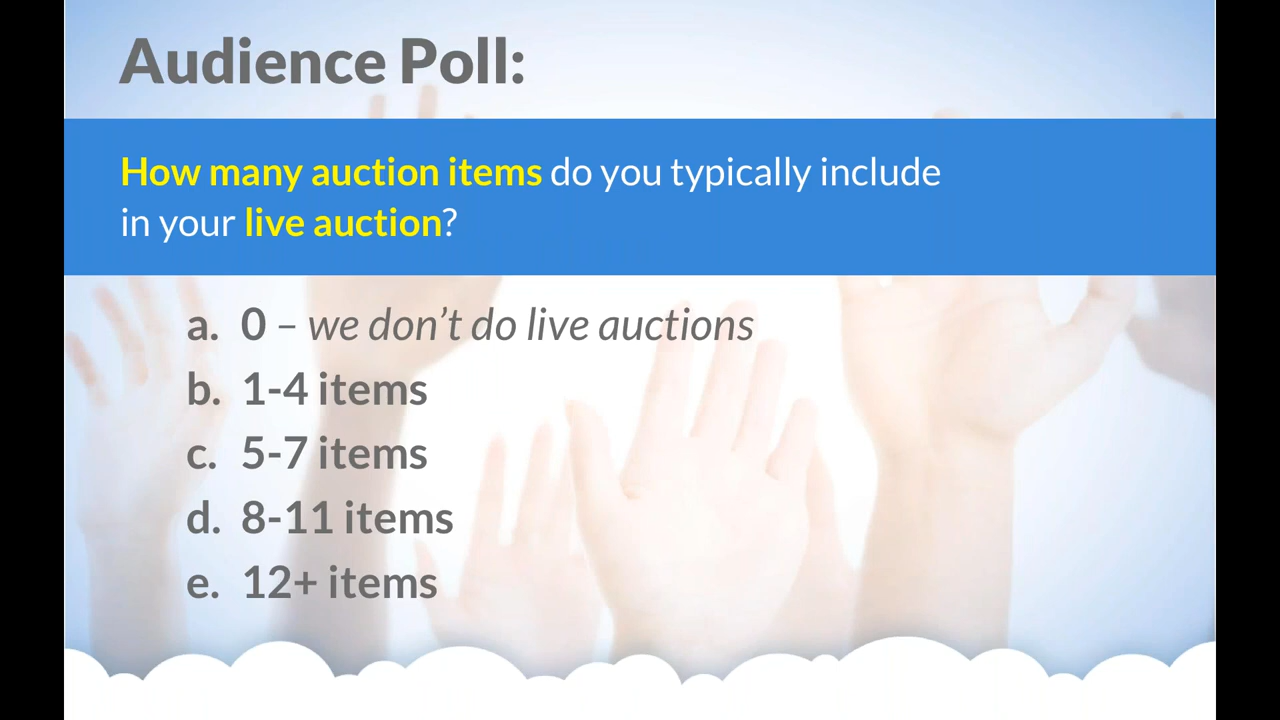 Audience Poll:
How many auction items do you typically include
in your live auction?
a. 0 – we don’t do live auctions
b. 1-4 items
c. 5-7 items
d. 8-11 items
e. 12+ items